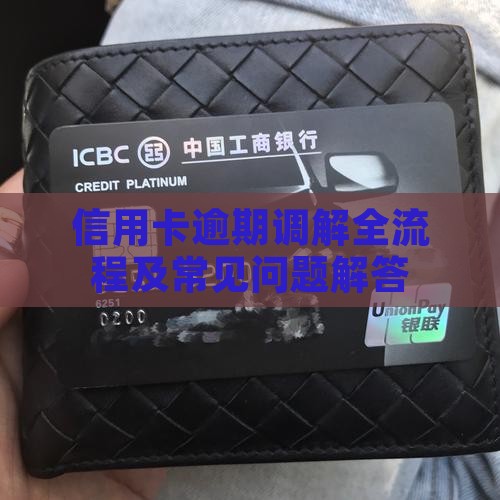 ICBC 中国工商银行
CREDIT PLATINUM
信用卡逾期调解全流
程及常见问题解答
6251
0200
UnionPay
银联